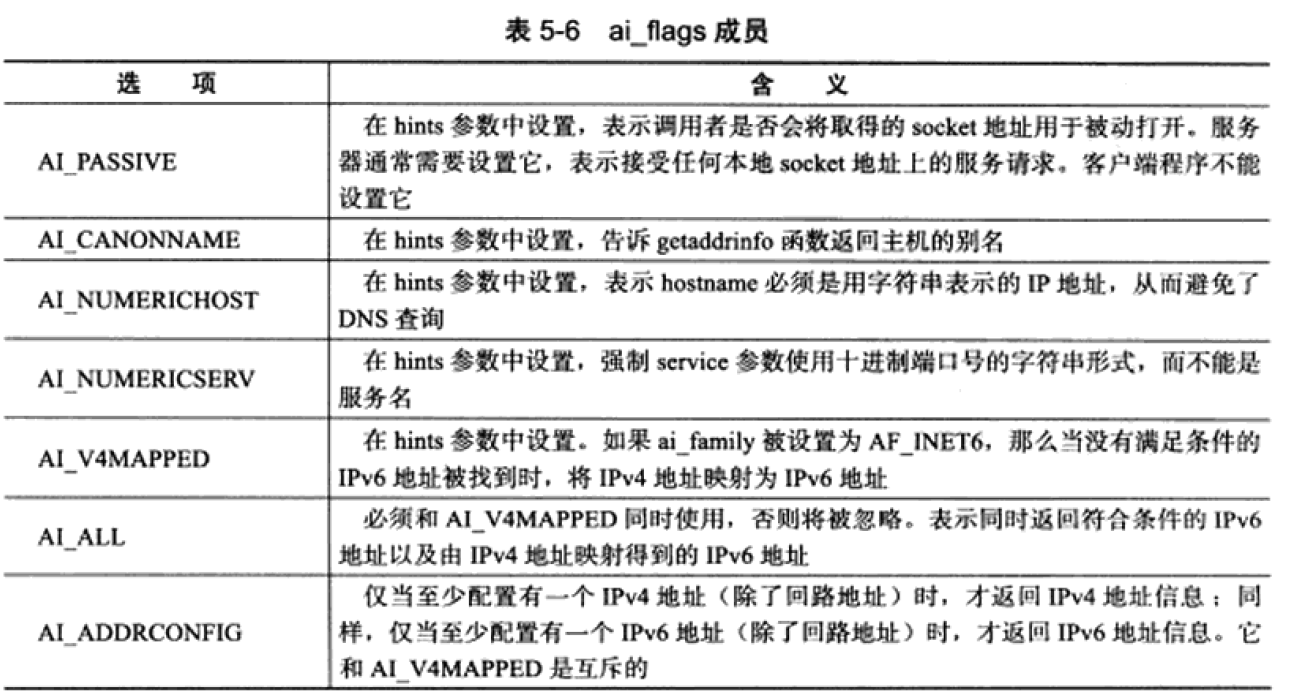 表 5-6 ai_flags 成员
选 项 含 义
AI_PASSIVE
在 hints 参数中设置，表示调用者是否会将取得的 socket 地址用于被动打开。服务
器通常需要设置它，表示接受任何本地 socket 地址上的服务请求。客户端程序不能
设置它
AI_CANONNAME
在 hints 参数中设置，告诉 getaddrinfo 函数返回主机的别名
AI_NUMERICHOST
在 hints 参数中设置，表示 hostname 必须是用字符串表示的 IP 地址，从而避免了
DNS 查询
AI_NUMERICSERV
在 hints 参数中设置，强制 service 参数使用十进制端口号的字符串形式，而不能是
服务名
AI_V4MAPPED
在 hints 参数中设置。如果 ai_family 被设置为 AF_INET6，那么当没有满足条件的
IPv6 地址被找到时，将 IPv4 地址映射为 IPv6 地址
AI_ALL
必须和 AI_V4MAPPED 同时使用，否则将被忽略。表示同时返回符合条件的 IPv6
地址以及由 IPv4 地址映射得到的 IPv6 地址
AI_ADDRCONFIG
仅当至少配置有一个 IPv4 地址（除了回路地址）时，才返回 IPv4 地址信息；同
样，仅当至少配置有一个 IPv6 地址（除了回路地址）时，才返回 IPv6 地址信息。它
和 AI_V4MAPPED 是互斥的